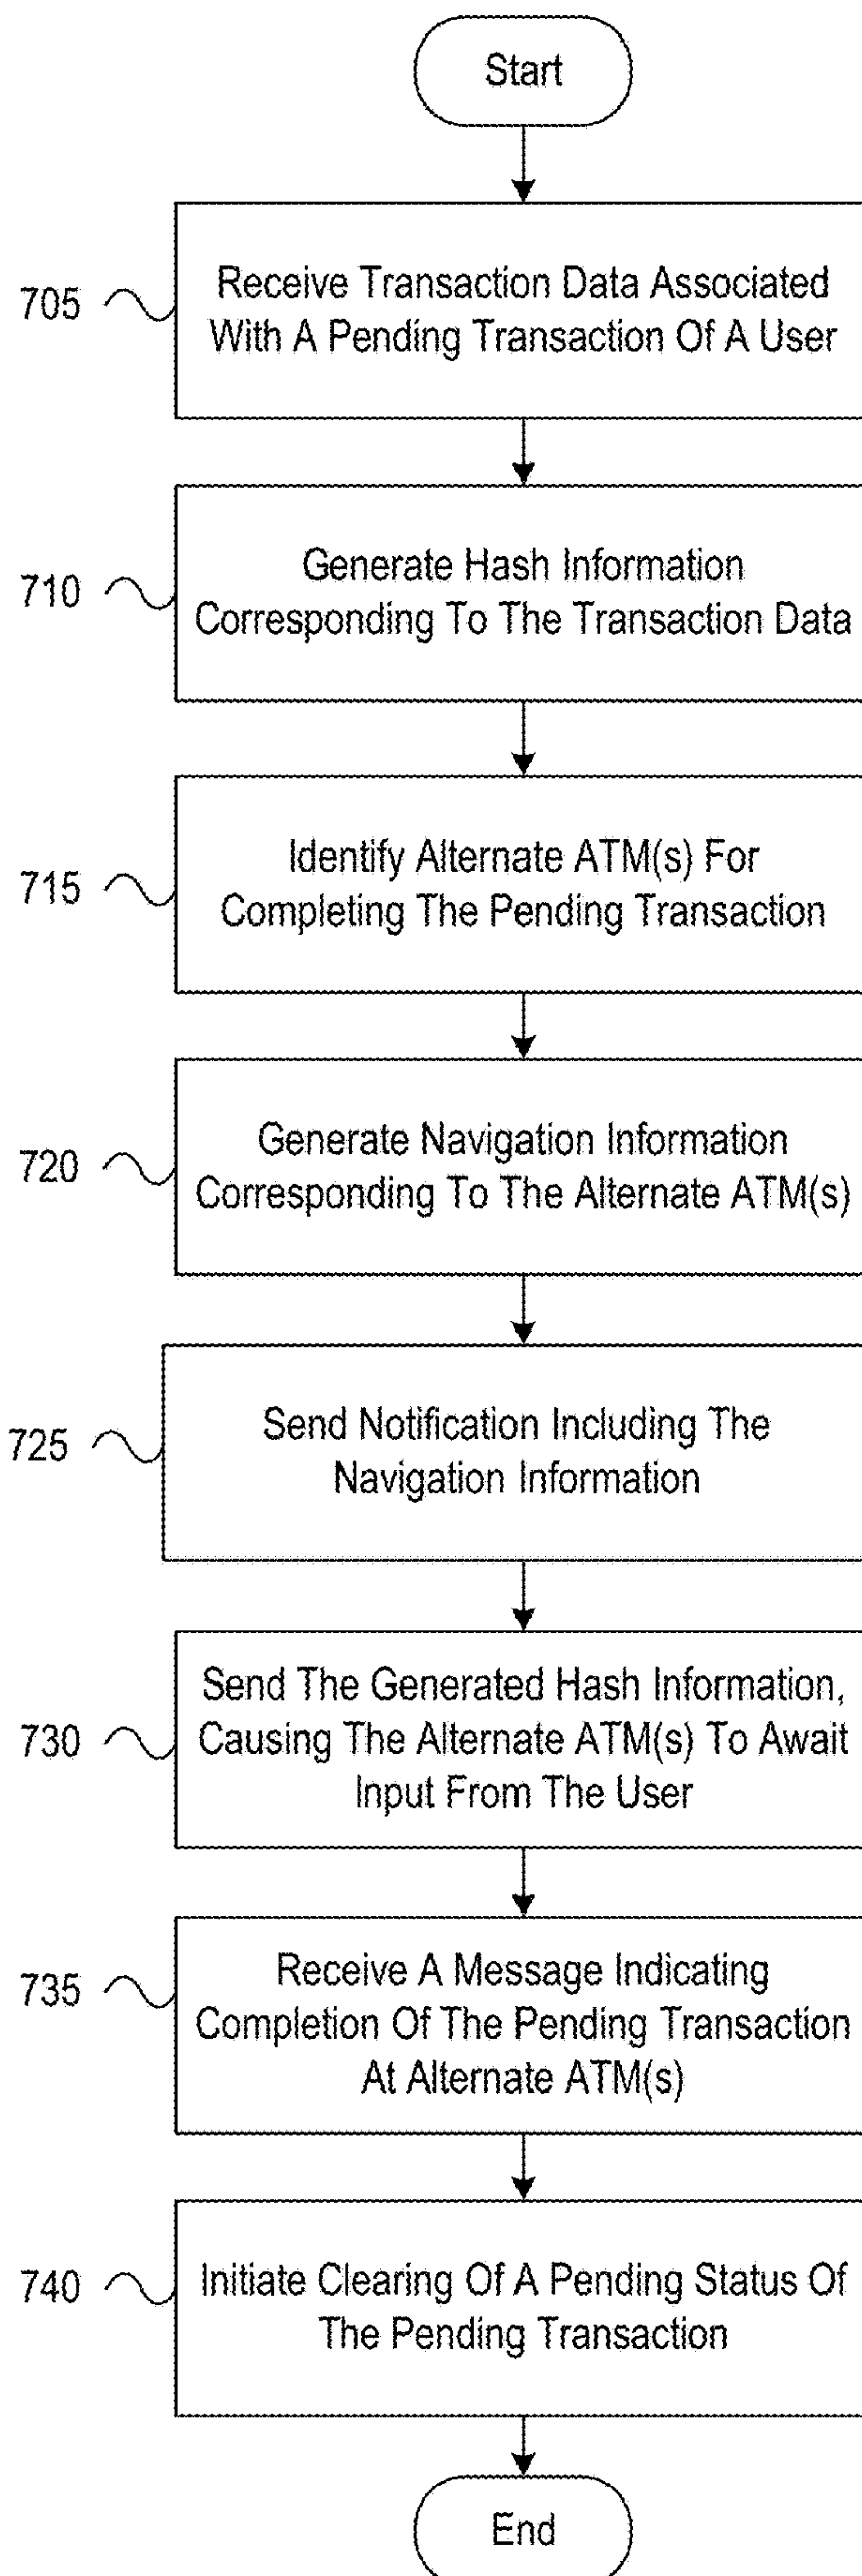 Start
705
Receive Transaction Data Associated
With A Pending Transaction Of A User
710
Generate Hash Information
Corresponding To The Transaction Data
715
Identify Alternate ATM(s) For
Completing The Pending Transaction
720
Generate Navigation Information
Corresponding To The Alternate ATM(s)
725
Send Notification Including The
Navigation Information
730
Send The Generated Hash Information,
Causing The Alternate ATM(s) To Await
Input From The User
735
Receive A Message Indicating
Completion Of The Pending Transaction
At Alternate ATM(s)
740
Initiate Clearing Of A Pending Status Of
The Pending Transaction
End